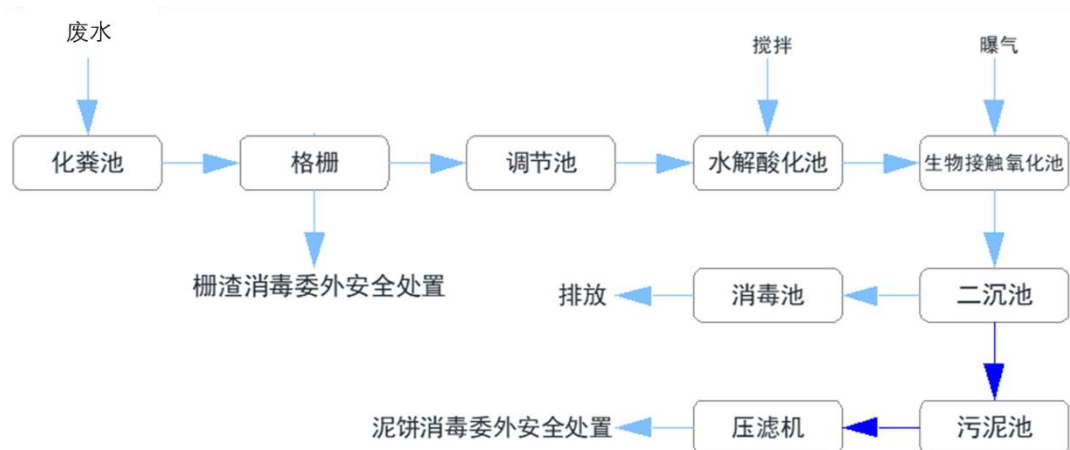 废水
搅拌
曝气
化粪池
格栅
调节池
水解酸化池
生物接触氧化池
栅渣消毒委外安全处置
排放
消毒池
二沉池
泥饼消毒委外安全处置
压滤机
污泥池